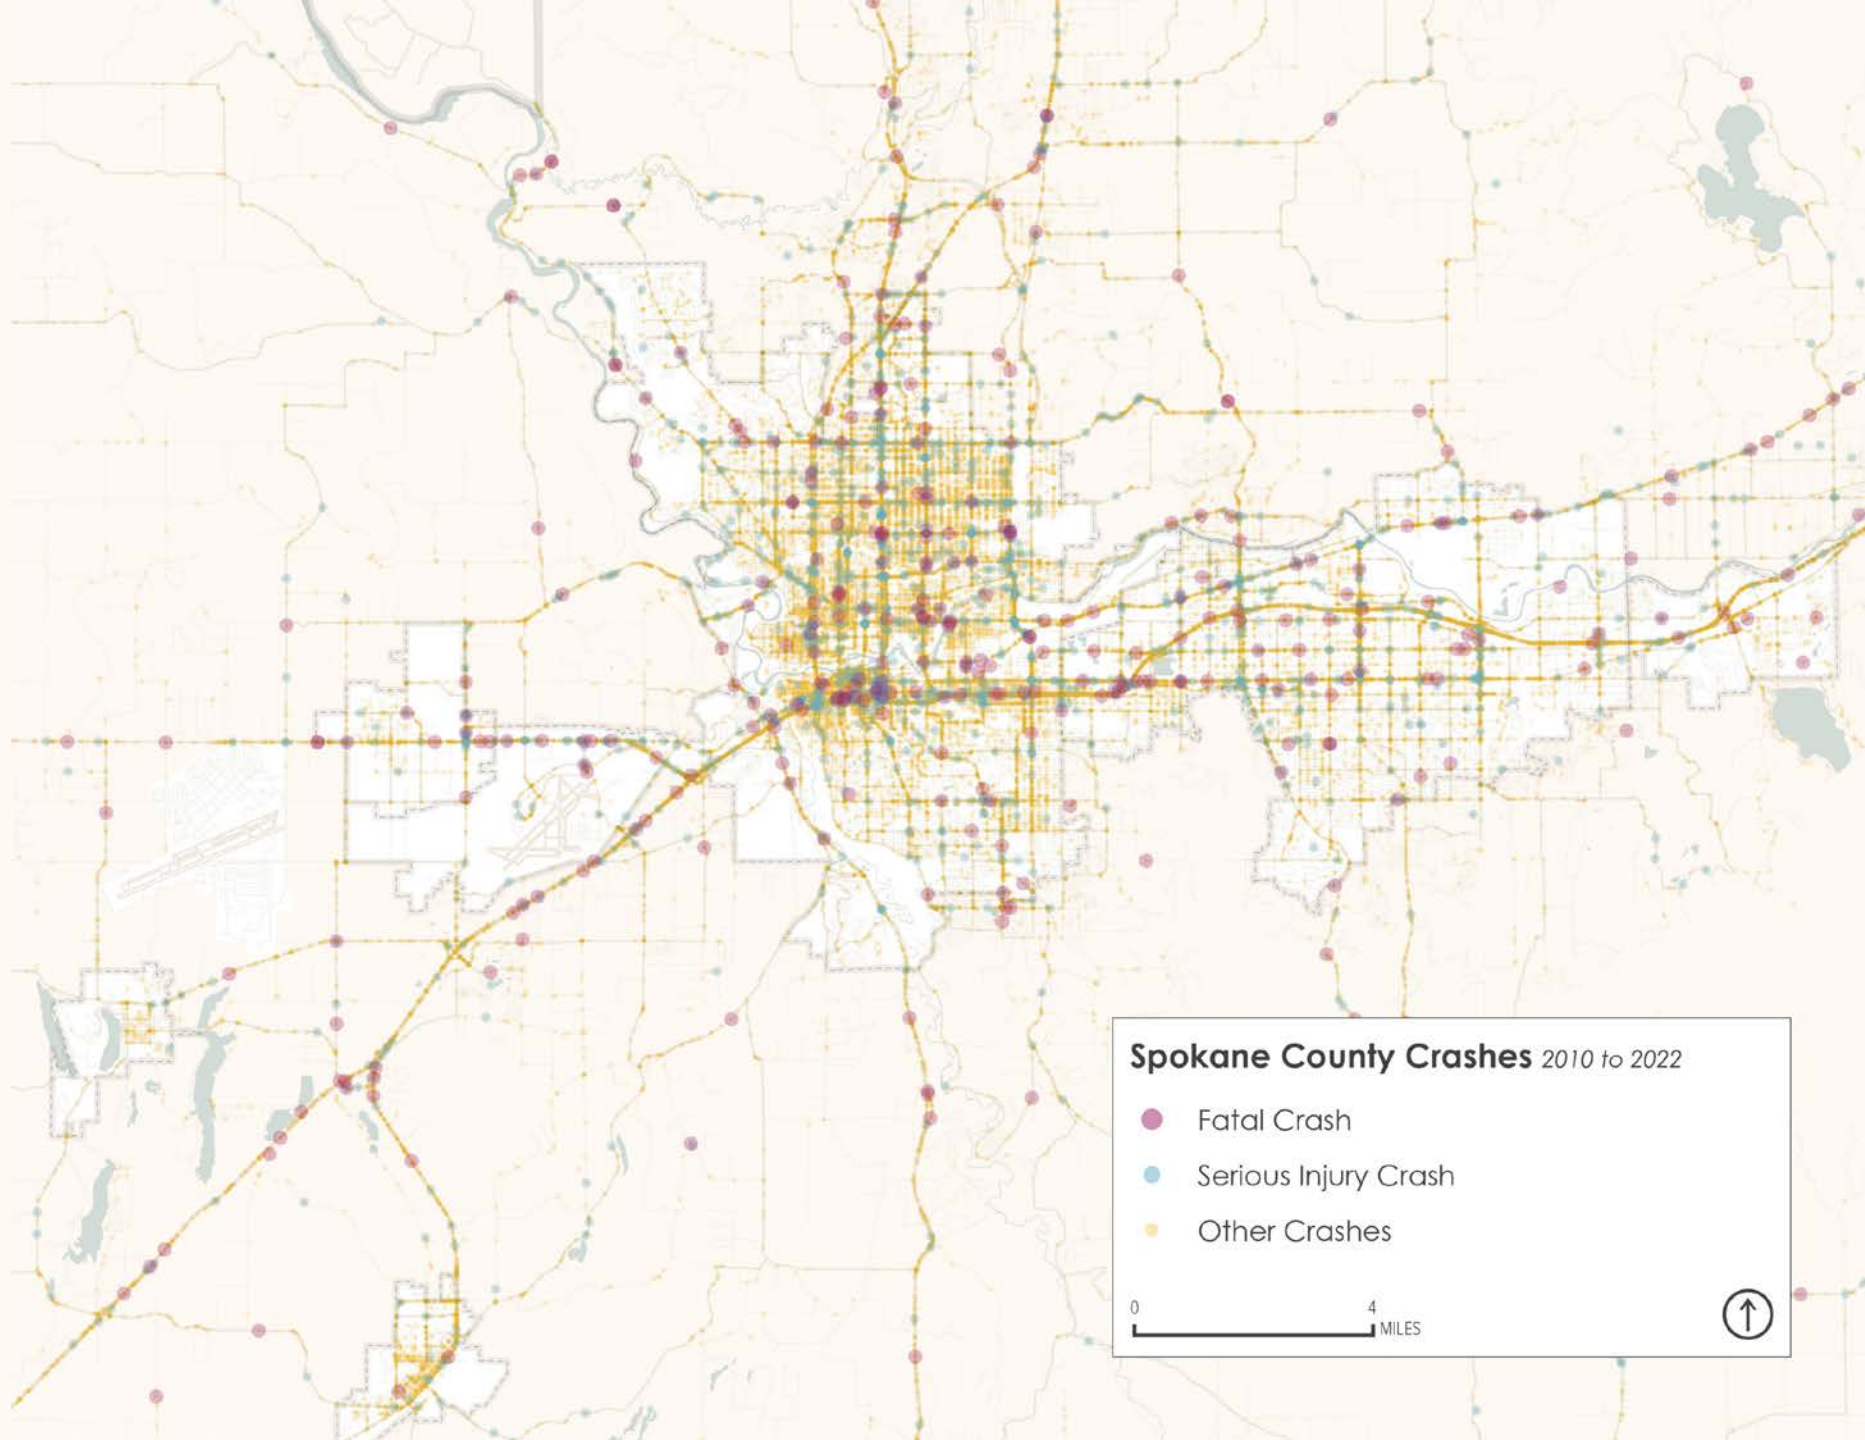 Spokane County Crashes 2010 to 2022
Fatal Crash
Serious Injury Crash
Other Crashes
0 4
MILES